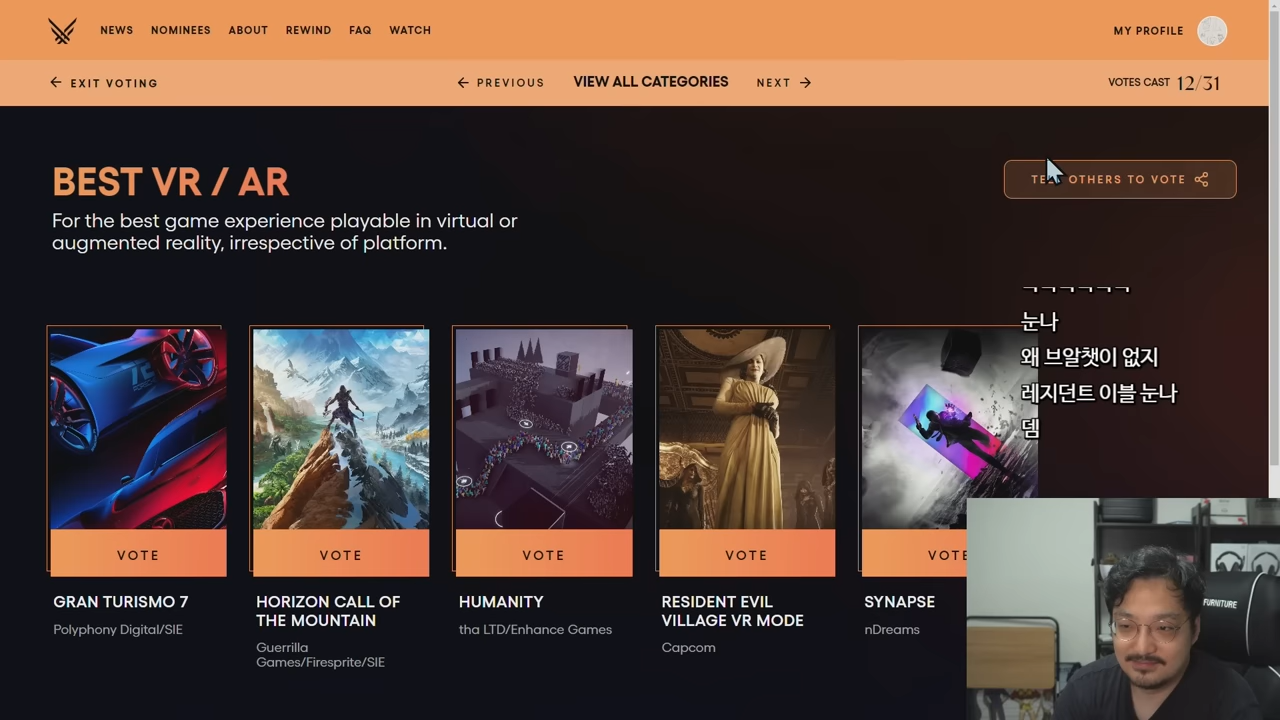 NEWS NOMINEES ABOUT REWIND FAQ WATCH
MY PROFILE
EXIT VOTING
PREVIOUS VIEW ALL CATEGORIES NEXT
VOTES CAST 12/31
BEST VR / AR
For the best game experience playable in virtual or
augmented reality, irrespective of platform.
OTHERS TO VOTE
ㄱㄱㄱㄱㄱㄱ
눈나
왜 브알챗이 없지
레지던트 이블 눈나
뎀
VOTE
GRAN TURISMO 7
Polyphony Digital/SIE
VOTE
HORIZON CALL OF
THE MOUNTAIN
Guerrilla
Games/Firesprite/SIE
VOTE
HUMANITY
tha LTD/Enhance Games
VOTE
RESIDENT EVIL
VILLAGE VR MODE
Capcom
VOTE
SYNAPSE
nDreams
FURNITURE